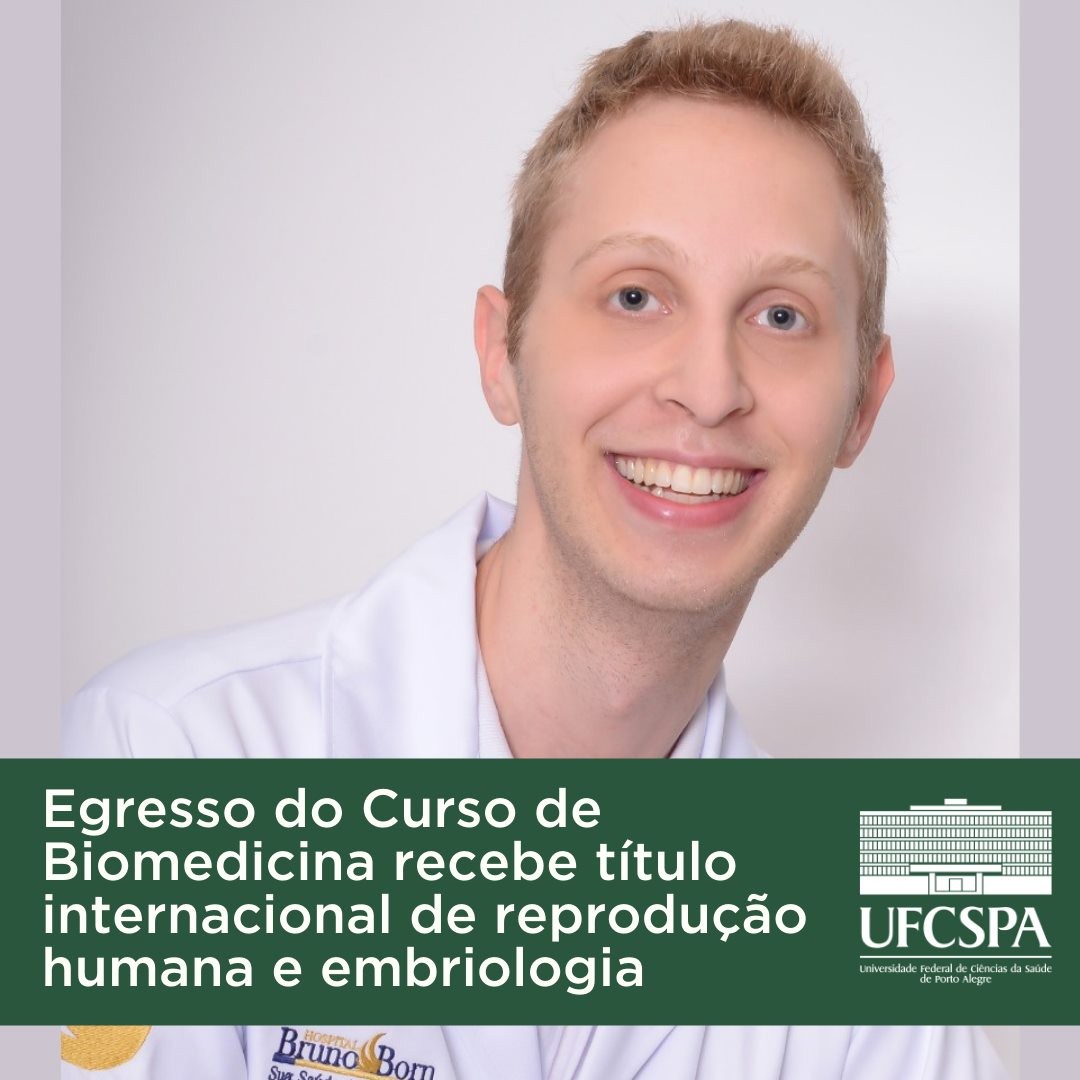 Egresso do Curso de
Biomedicina recebe título
internacional de reprodução
humana e embriologia
UFCSPA
Universidade Federal de Ciências da Saúde
de Porto Alegre
HOSPITAL
Bruno Born
Sua